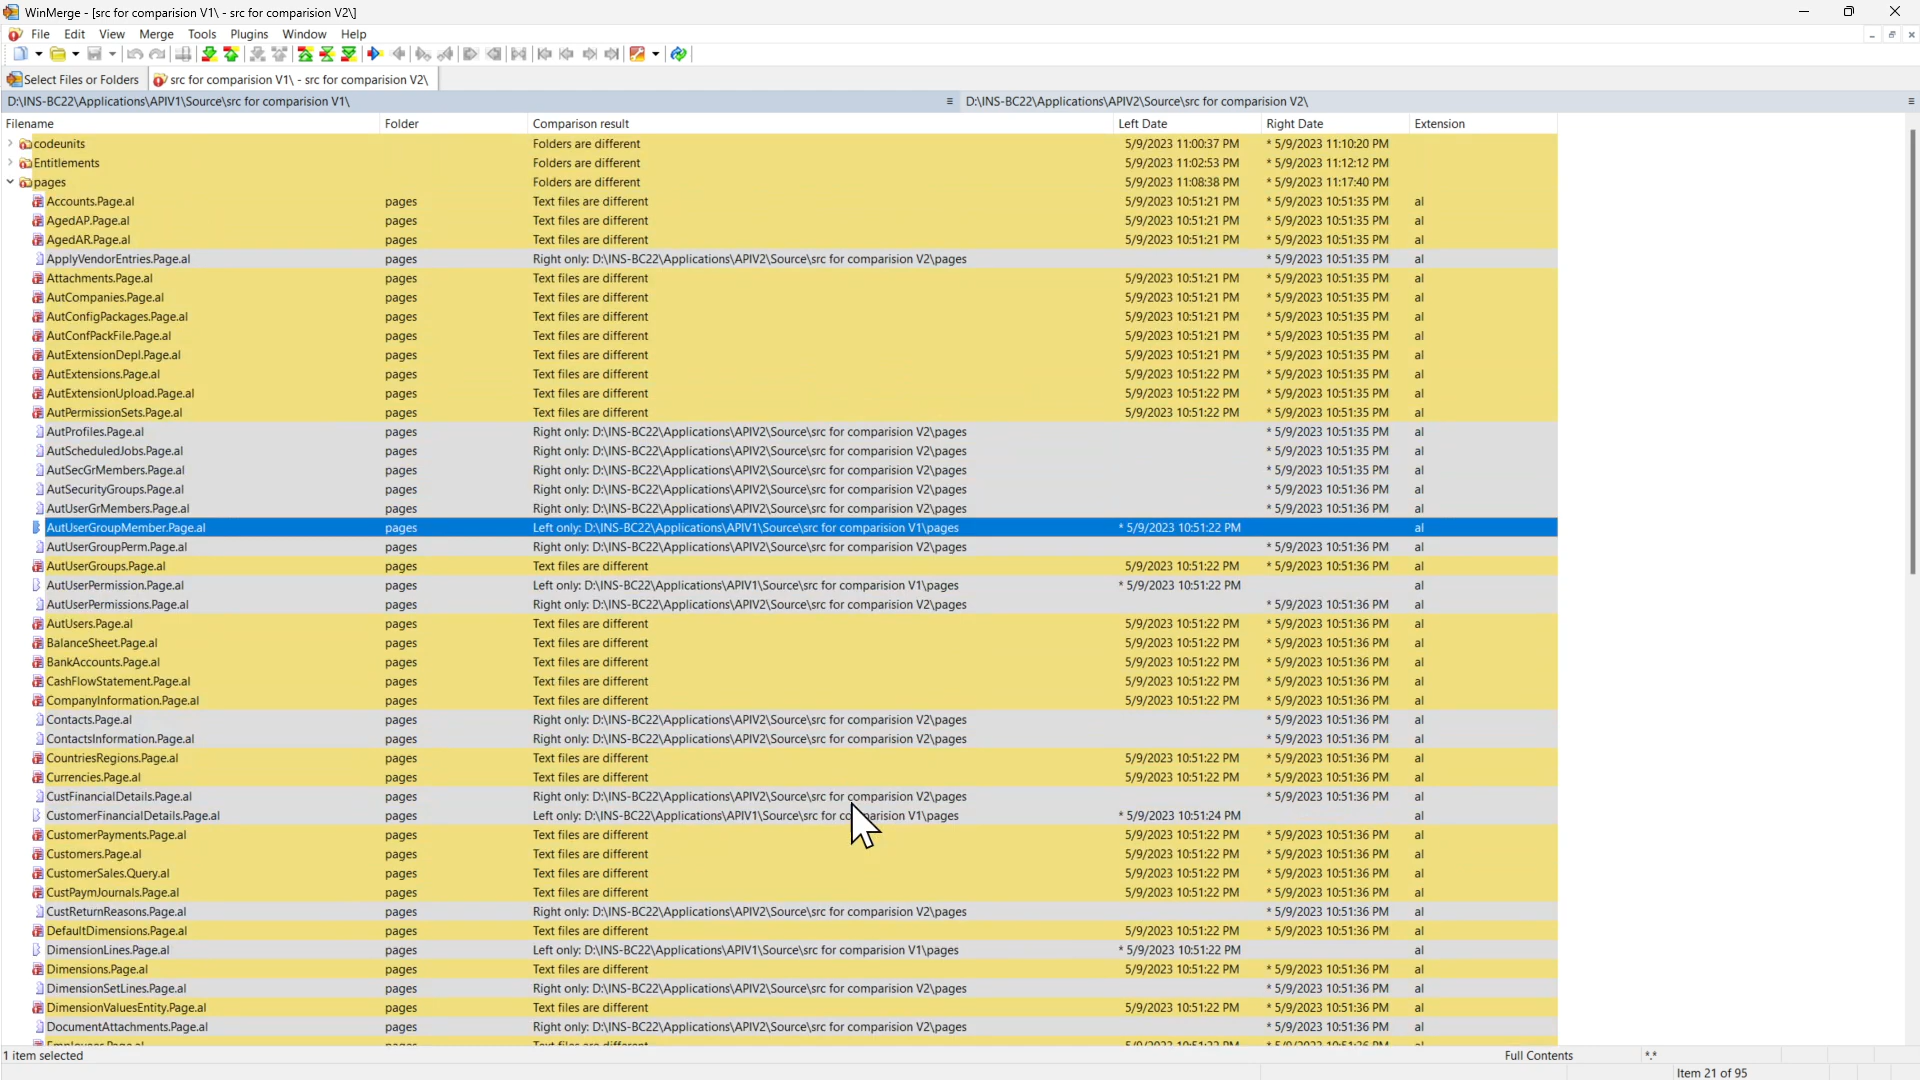 WinMerge - [src for comparision V1\ - src for comparision V2\]
File Edit View Merge Tools Plugins Window Help
Select Files or Folders src for comparision V1\ - src for comparision V2\
D:\INS-BC22\Applications\APIV1\Source\src for comparision V1\ D:\INS-BC22\Applications\APIV2\Source\src for comparision V2\
Filename Folder Comparison result Left Date Right Date Extension
codeunits Folders are different 5/9/2023 11:00:37 PM * 5/9/2023 11:10:20 PM
Entitlements Folders are different 5/9/2023 11:02:53 PM * 5/9/2023 11:12:12 PM
pages Folders are different 5/9/2023 11:08:38 PM * 5/9/2023 11:17:40 PM
Accounts.Page.al pages Text files are different 5/9/2023 10:51:21 PM * 5/9/2023 10:51:35 PM al
AgedAP.Page.al pages Text files are different 5/9/2023 10:51:21 PM * 5/9/2023 10:51:35 PM al
AgedAR.Page.al pages Text files are different 5/9/2023 10:51:21 PM * 5/9/2023 10:51:35 PM al
ApplyVendorEntries.Page.al pages Right only: D:\INS-BC22\Applications\APIV2\Source\src for comparision V2\pages * 5/9/2023 10:51:35 PM al
Attachments.Page.al pages Text files are different 5/9/2023 10:51:21 PM * 5/9/2023 10:51:35 PM al
AutCompanies.Page.al pages Text files are different 5/9/2023 10:51:21 PM * 5/9/2023 10:51:35 PM al
AutConfigPackages.Page.al pages Text files are different 5/9/2023 10:51:21 PM * 5/9/2023 10:51:35 PM al
AutConfPackFile.Page.al pages Text files are different 5/9/2023 10:51:21 PM * 5/9/2023 10:51:35 PM al
AutExtensionDepl.Page.al pages Text files are different 5/9/2023 10:51:21 PM * 5/9/2023 10:51:35 PM al
AutExtensions.Page.al pages Text files are different 5/9/2023 10:51:22 PM * 5/9/2023 10:51:35 PM al
AutExtensionUpload.Page.al pages Text files are different 5/9/2023 10:51:22 PM * 5/9/2023 10:51:35 PM al
AutPermissionSets.Page.al pages Text files are different 5/9/2023 10:51:22 PM * 5/9/2023 10:51:35 PM al
AutProfiles.Page.al pages Right only: D:\INS-BC22\Applications\APIV2\Source\src for comparision V2\pages * 5/9/2023 10:51:35 PM al
AutScheduledJobs.Page.al pages Right only: D:\INS-BC22\Applications\APIV2\Source\src for comparision V2\pages * 5/9/2023 10:51:35 PM al
AutSecGrMembers.Page.al pages Right only: D:\INS-BC22\Applications\APIV2\Source\src for comparision V2\pages * 5/9/2023 10:51:35 PM al
AutSecurityGroups.Page.al pages Right only: D:\INS-BC22\Applications\APIV2\Source\src for comparision V2\pages * 5/9/2023 10:51:36 PM al
AutUserGrMembers.Page.al pages Right only: D:\INS-BC22\Applications\APIV2\Source\src for comparision V2\pages * 5/9/2023 10:51:36 PM al
AutUserGroupMember.Page.al pages Left only: D:\INS-BC22\Applications\APIV1\Source\src for comparision V1\pages * 5/9/2023 10:51:22 PM al
AutUserGroupPerm.Page.al pages Right only: D:\INS-BC22\Applications\APIV2\Source\src for comparision V2\pages * 5/9/2023 10:51:36 PM al
AutUserGroups.Page.al pages Text files are different 5/9/2023 10:51:22 PM * 5/9/2023 10:51:36 PM al
AutUserPermission.Page.al pages Left only: D:\INS-BC22\Applications\APIV1\Source\src for comparision V1\pages * 5/9/2023 10:51:22 PM al
AutUserPermissions.Page.al pages Right only: D:\INS-BC22\Applications\APIV2\Source\src for comparision V2\pages * 5/9/2023 10:51:36 PM al
AutUsers.Page.al pages Text files are different 5/9/2023 10:51:22 PM * 5/9/2023 10:51:36 PM al
BalanceSheet.Page.al pages Text files are different 5/9/2023 10:51:22 PM * 5/9/2023 10:51:36 PM al
BankAccounts.Page.al pages Text files are different 5/9/2023 10:51:22 PM * 5/9/2023 10:51:36 PM al
CashFlowStatement.Page.al pages Text files are different 5/9/2023 10:51:22 PM * 5/9/2023 10:51:36 PM al
CompanyInformation.Page.al pages Text files are different 5/9/2023 10:51:22 PM * 5/9/2023 10:51:36 PM al
Contacts.Page.al pages Right only: D:\INS-BC22\Applications\APIV2\Source\src for comparision V2\pages * 5/9/2023 10:51:36 PM al
ContactsInformation.Page.al pages Right only: D:\INS-BC22\Applications\APIV2\Source\src for comparision V2\pages * 5/9/2023 10:51:36 PM al
CountriesRegions.Page.al pages Text files are different 5/9/2023 10:51:22 PM * 5/9/2023 10:51:36 PM al
Currencies.Page.al pages Text files are different 5/9/2023 10:51:22 PM * 5/9/2023 10:51:36 PM al
CustFinancialDetails.Page.al pages Right only: D:\INS-BC22\Applications\APIV2\Source\src for comparision V2\pages * 5/9/2023 10:51:36 PM al
CustomerFinancialDetails.Page.al pages Left only: D:\INS-BC22\Applications\APIV1\Source\src for comparision V1\pages * 5/9/2023 10:51:24 PM al
CustomerPayments.Page.al pages Text files are different 5/9/2023 10:51:22 PM * 5/9/2023 10:51:36 PM al
Customers.Page.al pages Text files are different 5/9/2023 10:51:22 PM * 5/9/2023 10:51:36 PM al
CustomerSales.Query.al pages Text files are different 5/9/2023 10:51:22 PM * 5/9/2023 10:51:36 PM al
CustPaymJournals.Page.al pages Text files are different 5/9/2023 10:51:22 PM * 5/9/2023 10:51:36 PM al
CustReturnReasons.Page.al pages Right only: D:\INS-BC22\Applications\APIV2\Source\src for comparision V2\pages * 5/9/2023 10:51:36 PM al
DefaultDimensions.Page.al pages Text files are different 5/9/2023 10:51:22 PM * 5/9/2023 10:51:36 PM al
DimensionLines.Page.al pages Left only: D:\INS-BC22\Applications\APIV1\Source\src for comparision V1\pages * 5/9/2023 10:51:22 PM al
Dimensions.Page.al pages Text files are different 5/9/2023 10:51:22 PM * 5/9/2023 10:51:36 PM al
DimensionSetLines.Page.al pages Right only: D:\INS-BC22\Applications\APIV2\Source\src for comparision V2\pages * 5/9/2023 10:51:36 PM al
DimensionValuesEntity.Page.al pages Text files are different 5/9/2023 10:51:22 PM * 5/9/2023 10:51:36 PM al
DocumentAttachments.Page.al pages Right only: D:\INS-BC22\Applications\APIV2\Source\src for comparision V2\pages * 5/9/2023 10:51:36 PM al
1 item selected Full Contents *.*
Item 21 of 95